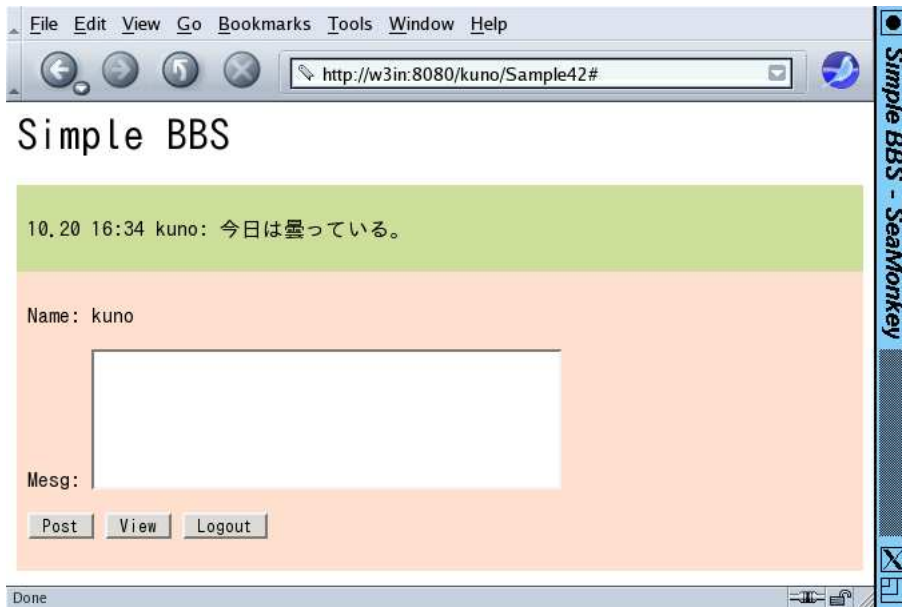 File Edit View Go Bookmarks Tools Window Help
http://w3in:8080/kuno/Sample42#
Simple BBS
10.20 16:34 kuno: 今日は曇っている。
Name: kuno
Mesg:
Post View Logout
Done
Simple BBS - SeaMonkey